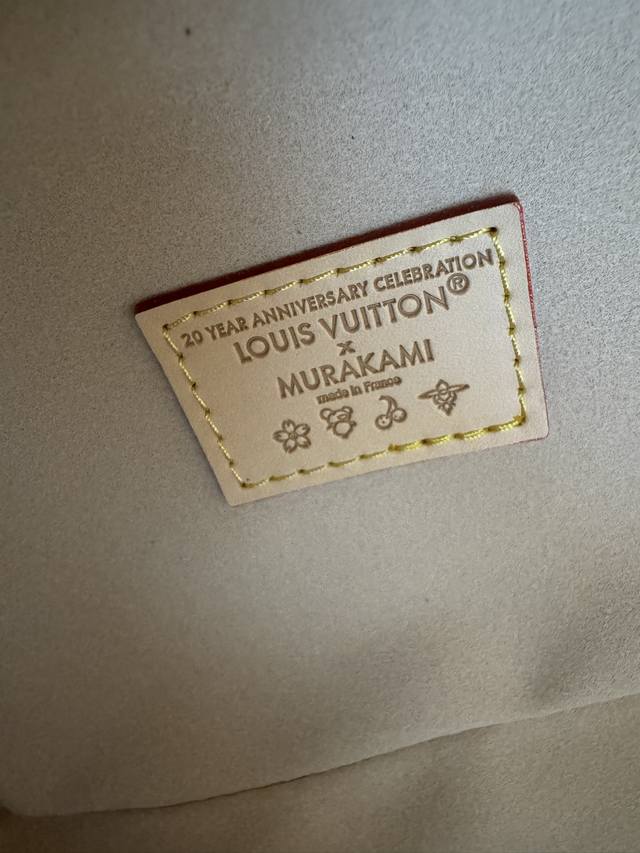 20 YEAR ANNIVERSARY CELEBRATION
LOUIS VUITTON®
x
MURAKAMI
made in France